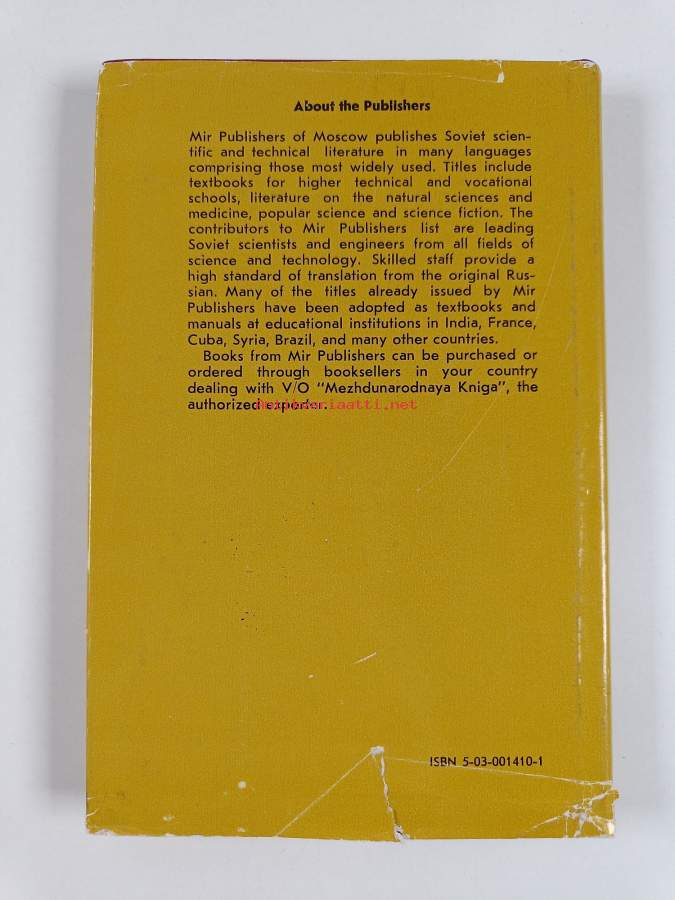 About the Publishers
Mir Publishers of Moscow publishes Soviet scien-
tific and technical literature in many languages
comprising those most widely used. Titles include
textbooks for higher technical and vocational
schools, literature on the natural sciences and
medicine, popular science and science fiction. The
contributors to Mir Publishers list are leading
Soviet scientists and engineers from all fields of
science and technology. Skilled staff provide a
high standard of translation from the original Rus-
sian. Many of the titles already issued by Mir
Publishers have been adopted as textbooks and
manuals at educational institutions in India, France,
Cuba, Syria, Brazil, and many other countries.
Books from Mir Publishers can be purchased or
ordered through booksellers in your country
dealing with V/O "Mezhdunarodnaya Kniga", the
authorized exporter.
Antikvariaatti.net
ISBN 5-03-001410-1